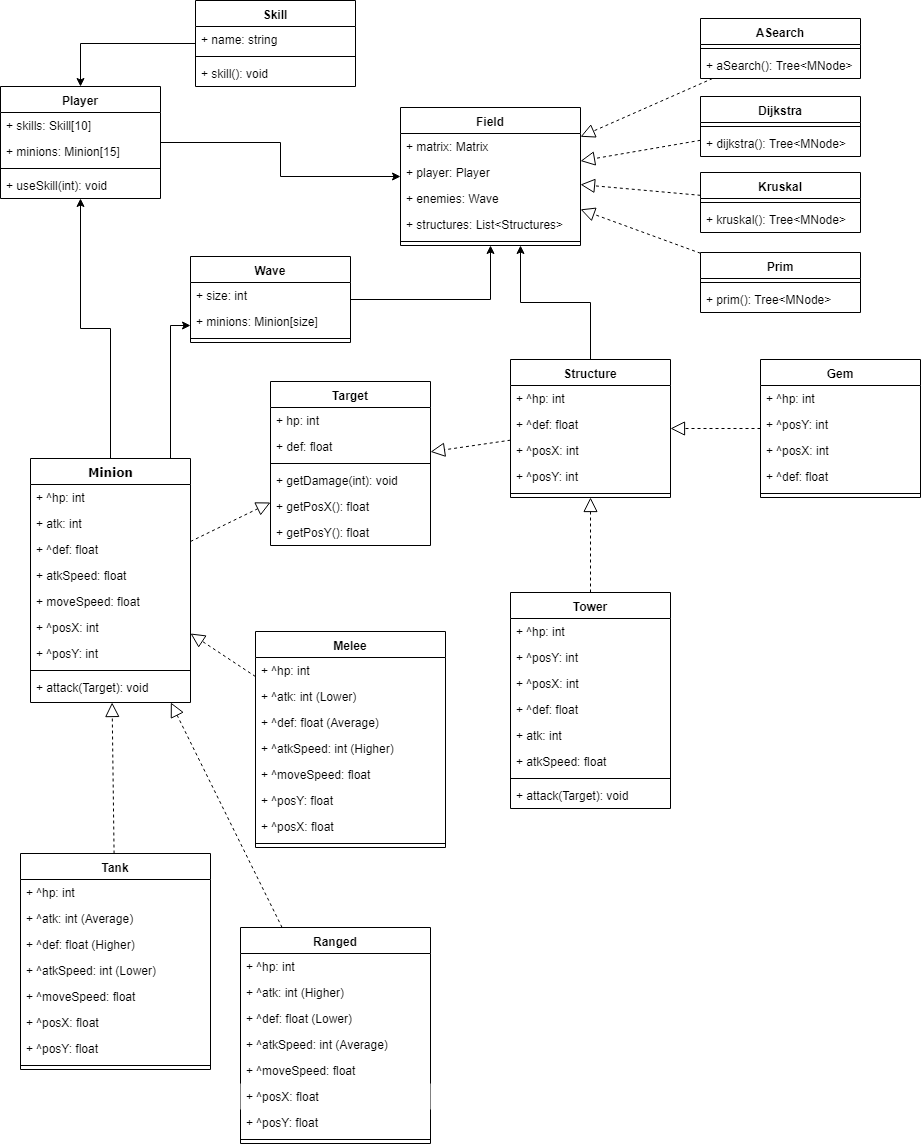 Skill
+ name: string
+ skill(): void
Player
+ skills: Skill[10]
+ minions: Minion[15]
+ useSkill(int): void
Field
+ matrix: Matrix
+ player: Player
+ enemies: Wave
+ structures: List<Structures>
ASearch
+ aSearch(): Tree<MNode>
Dijkstra
+ dijkstra(): Tree<MNode>
Kruskal
+ kruskal(): Tree<MNode>
Prim
+ prim(): Tree<MNode>
Wave
+ size: int
+ minions: Minion[size]
Target
+ hp: int
+ def: float
+ getDamage(int): void
+ getPosX(): float
+ getPosY(): float
Structure
+ ^hp: int
+ ^def: float
+ ^posX: int
+ ^posY: int
Gem
+ ^hp: int
+ ^posY: int
+ ^posX: int
+ ^def: float
Minion
+ ^hp: int
+ atk: int
+ ^def: float
+ atkSpeed: float
+ moveSpeed: float
+ ^posX: int
+ ^posY: int
+ attack(Target): void
Melee
+ ^hp: int
+ ^atk: int (Lower)
+ ^def: float (Average)
+ ^atkSpeed: int (Higher)
+ ^moveSpeed: float
+ ^posY: float
+ ^posX: float
Tower
+ ^hp: int
+ ^posY: int
+ ^posX: int
+ ^def: float
+ atk: int
+ atkSpeed: float
+ attack(Target): void
Tank
+ ^hp: int
+ ^atk: int (Average)
+ ^def: float (Higher)
+ ^atkSpeed: int (Lower)
+ ^moveSpeed: float
+ ^posX: float
+ ^posY: float
Ranged
+ ^hp: int
+ ^atk: int (Higher)
+ ^def: float (Lower)
+ ^atkSpeed: int (Average)
+ ^moveSpeed: float
+ ^posX: float
+ ^posY: float